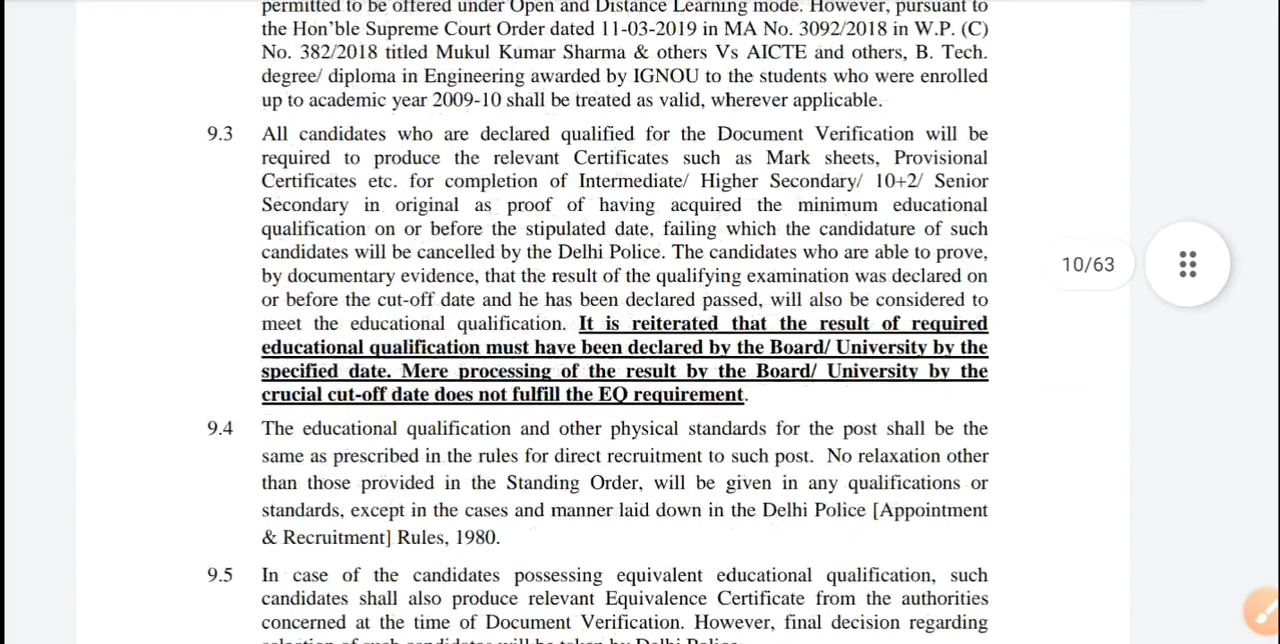 permitted to be offered under Open and Distance Learning mode. However, pursuant to
the Hon'ble Supreme Court Order dated 11-03-2019 in MA No. 3092/2018 in W.P. (C)
No. 382/2018 titled Mukul Kumar Sharma & others Vs AICTE and others, B. Tech.
degree/ diploma in Engineering awarded by IGNOU to the students who were enrolled
up to academic year 2009-10 shall be treated as valid, wherever applicable.
9.3 All candidates who are declared qualified for the Document Verification will be
required to produce the relevant Certificates such as Mark sheets, Provisional
Certificates etc. for completion of Intermediate/ Higher Secondary/ 10+2/ Senior
Secondary in original as proof of having acquired the minimum educational
qualification on or before the stipulated date, failing which the candidature of such
candidates will be cancelled by the Delhi Police. The candidates who are able to prove,
by documentary evidence, that the result of the qualifying examination was declared on
or before the cut-off date and he has been declared passed, will also be considered to
meet the educational qualification. It is reiterated that the result of required
educational qualification must have been declared by the Board/ University by the
specified date. Mere processing of the result by the Board/ University by the
crucial cut-off date does not fulfill the EQ requirement.
9.4 The educational qualification and other physical standards for the post shall be the
same as prescribed in the rules for direct recruitment to such post. No relaxation other
than those provided in the Standing Order, will be given in any qualifications or
standards, except in the cases and manner laid down in the Delhi Police [Appointment
& Recruitment] Rules, 1980.
9.5 In case of the candidates possessing equivalent educational qualification, such
candidates shall also produce relevant Equivalence Certificate from the authorities
concerned at the time of Document Verification. However, final decision regarding
selection of such candidates will be taken by Delhi Police.
10/63